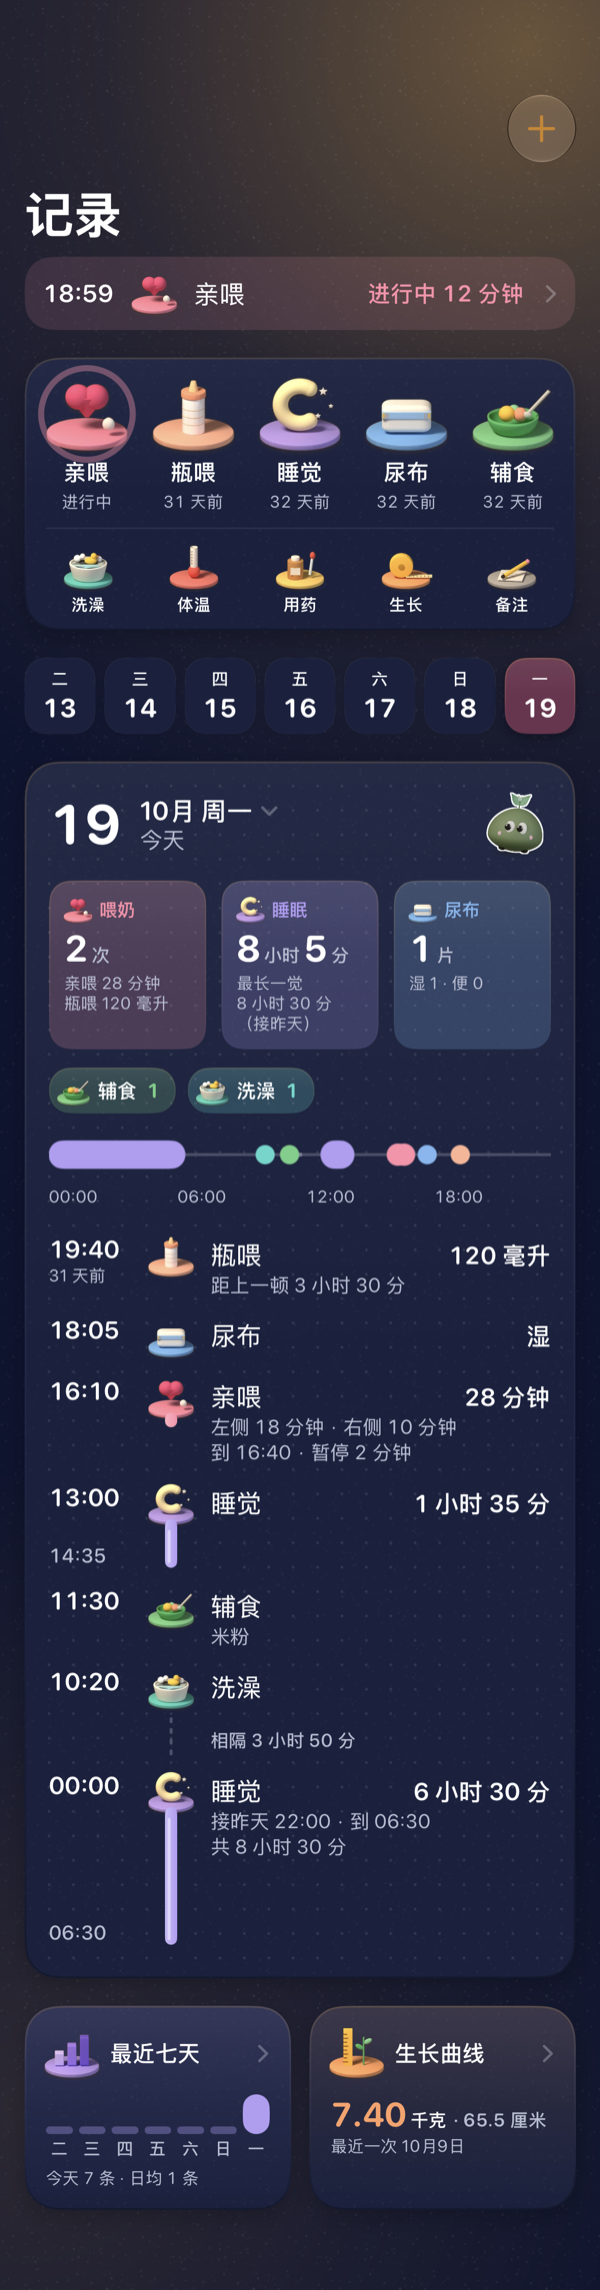 记录
18:59 亲喂 进行中 12 分钟
亲喂 瓶喂 睡觉 尿布 辅食
进行中 31 天前 32 天前 32 天前 32 天前
洗澡 体温 用药 生长 备注
二 三 四 五 六 日 一
13 14 15 16 17 18 19
19 10月 周一
今天
喂奶
2 次
亲喂 28 分钟
瓶喂 120 毫升
睡眠
8 小时 5 分
最长一觉
8 小时 30 分
（接昨天）
尿布
1 片
湿 1 · 便 0
辅食 1 洗澡 1
00:00 06:00 12:00 18:00
19:40 瓶喂 120 毫升
31 天前 距上一顿 3 小时 30 分
18:05 尿布 湿
16:10 亲喂 28 分钟
左侧 18 分钟 · 右侧 10 分钟
到 16:40 · 暂停 2 分钟
13:00 睡觉 1 小时 35 分
14:35
11:30 辅食
米粉
10:20 洗澡
相隔 3 小时 50 分
00:00 睡觉 6 小时 30 分
接昨天 22:00 · 到 06:30
共 8 小时 30 分
06:30
最近七天
二 三 四 五 六 日 一
今天 7 条 · 日均 1 条
生长曲线
7.40 千克 · 65.5 厘米
最近一次 10月9日